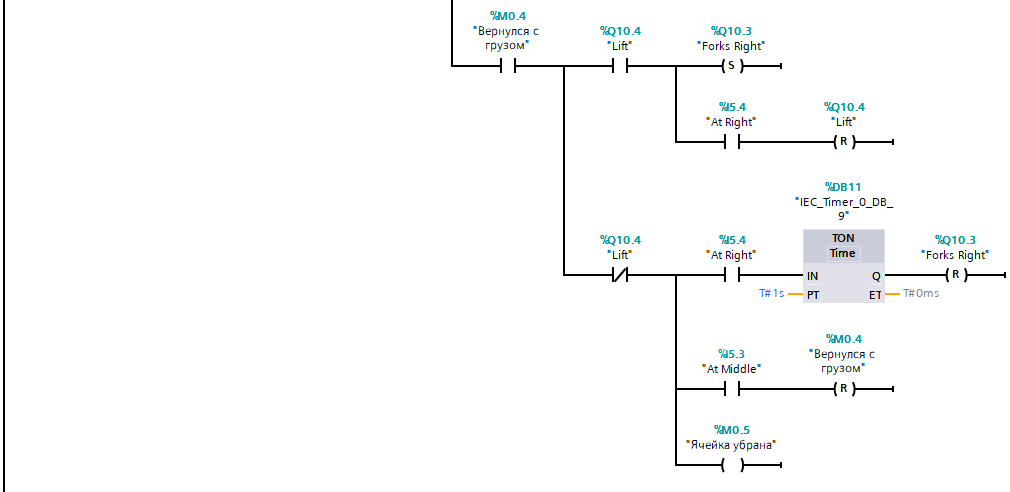 %M0.4
"Вернулся с
грузом"
%Q10.4
"Lift"
%Q10.3
"Forks Right"
S
%I5.4
"At Right"
%Q10.4
"Lift"
R
%DB11
"IEC_Timer_0_DB_
9"
%Q10.4
"Lift"
%I5.4
"At Right"
TON
Time
%Q10.3
"Forks Right"
IN
Q
R
T#1s
PT
ET
T#0ms
%I5.3
"At Middle"
%M0.4
"Вернулся с
грузом"
R
%M0.5
"Ячейка убрана"